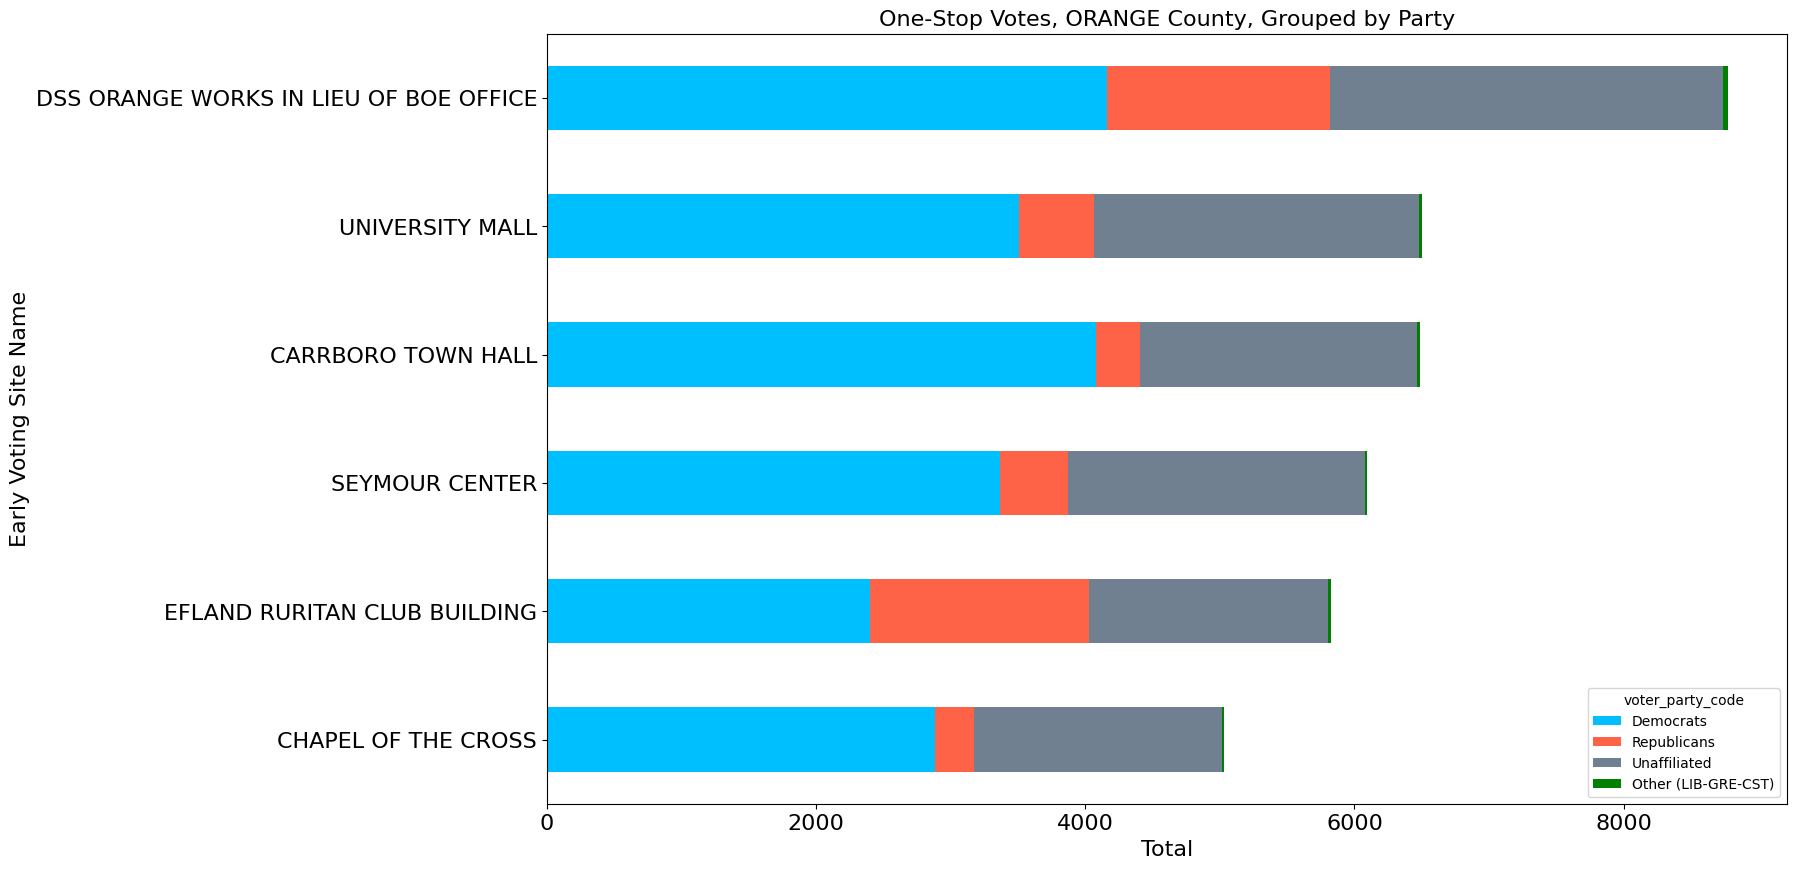 One-Stop Votes, ORANGE County, Grouped by Party
Early Voting Site Name
DSS ORANGE WORKS IN LIEU OF BOE OFFICE
UNIVERSITY MALL
CARRBORO TOWN HALL
SEYMOUR CENTER
EFLAND RURITAN CLUB BUILDING
CHAPEL OF THE CROSS
voter_party_code
Democrats
Republicans
Unaffiliated
Other (LIB-GRE-CST)
0 2000 4000 6000 8000
Total